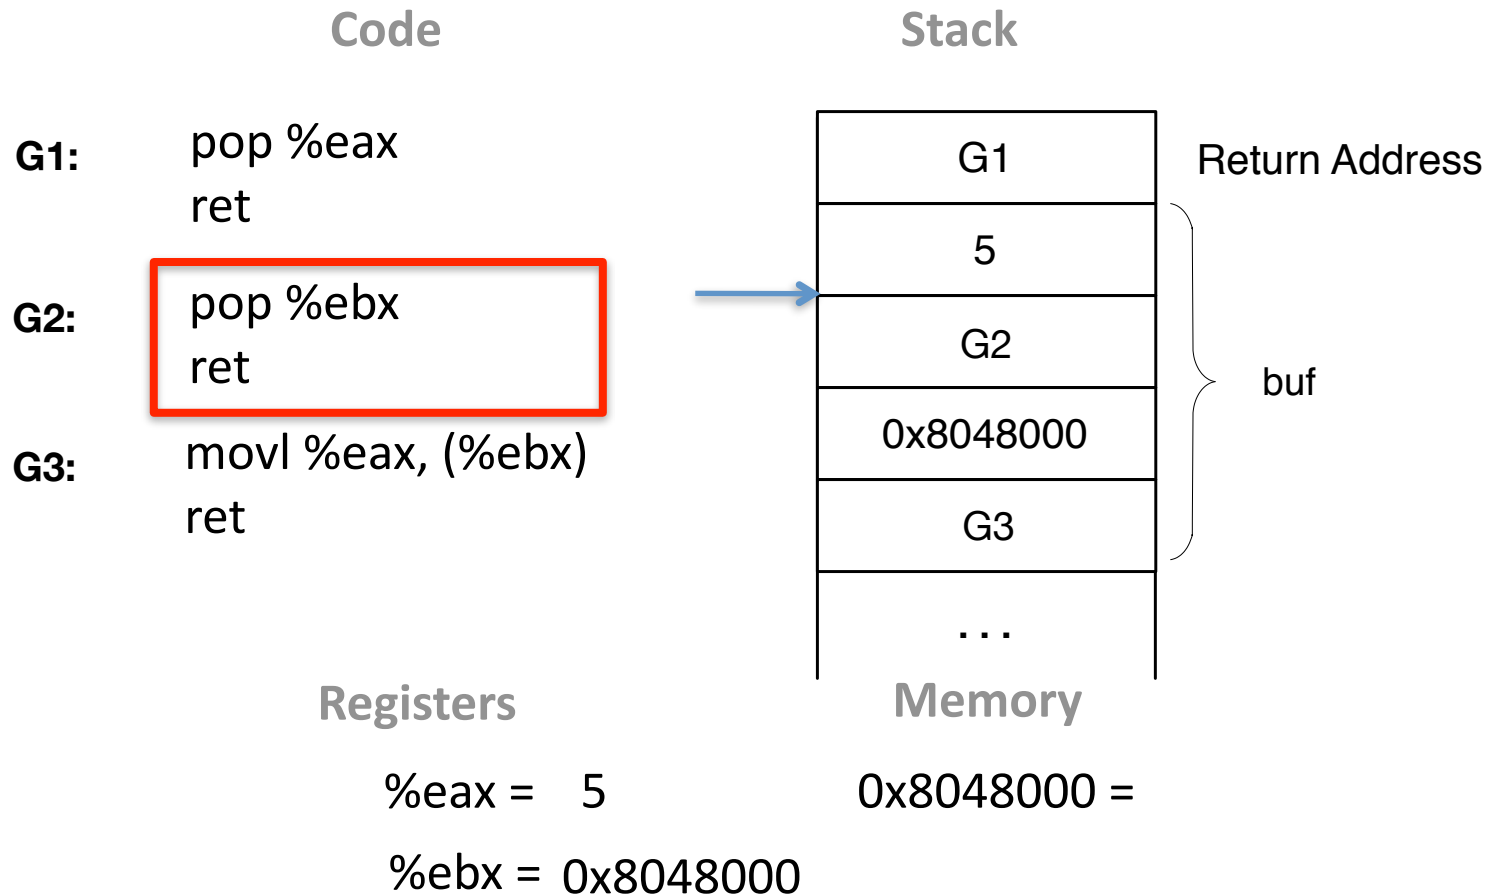 Code
Stack
G1:
pop %eax
ret
G2:
pop %ebx
ret
G3:
movl %eax, (%ebx)
ret
G1
Return Address
5
G2
0x8048000
G3
...
buf
Registers
%eax = 5
%ebx = 0x8048000
Memory
0x8048000 =